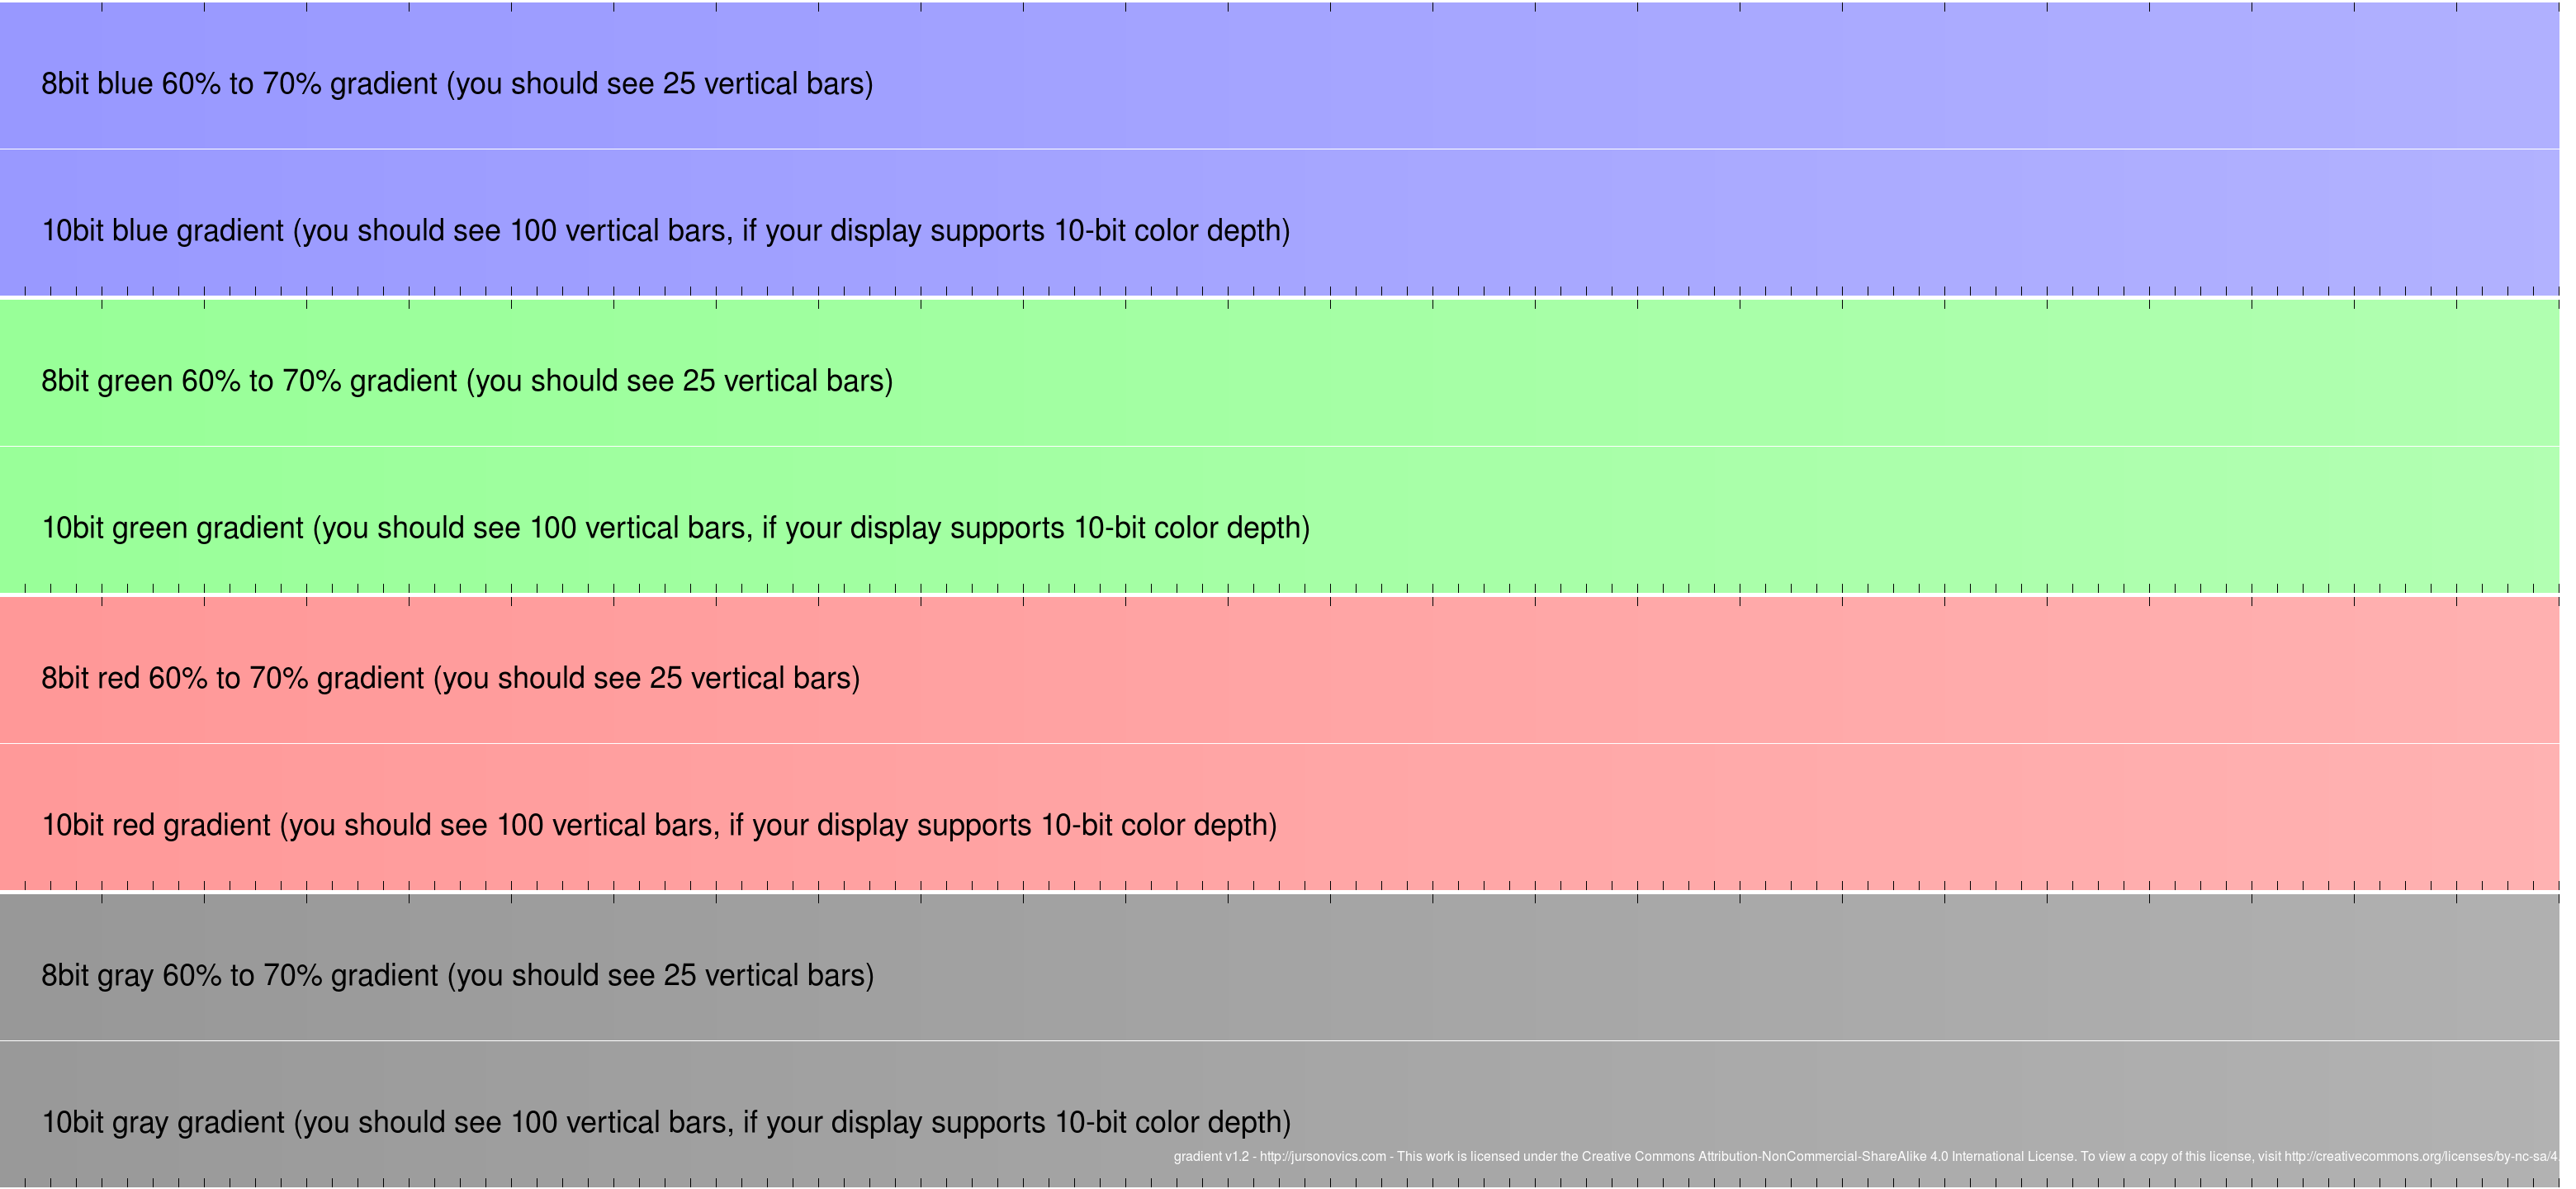 8bit blue 60% to 70% gradient (you should see 25 vertical bars)
10bit blue gradient (you should see 100 vertical bars, if your display supports 10-bit color depth)
8bit green 60% to 70% gradient (you should see 25 vertical bars)
10bit green gradient (you should see 100 vertical bars, if your display supports 10-bit color depth)
8bit red 60% to 70% gradient (you should see 25 vertical bars)
10bit red gradient (you should see 100 vertical bars, if your display supports 10-bit color depth)
8bit gray 60% to 70% gradient (you should see 25 vertical bars)
10bit gray gradient (you should see 100 vertical bars, if your display supports 10-bit color depth)
gradient v1.2 - http://jursonovics.com - This work is licensed under the Creative Commons Attribution-NonCommercial-ShareAlike 4.0 International License. To view a copy of this license, visit http://creativecommons.org/licenses/by-nc-sa/4